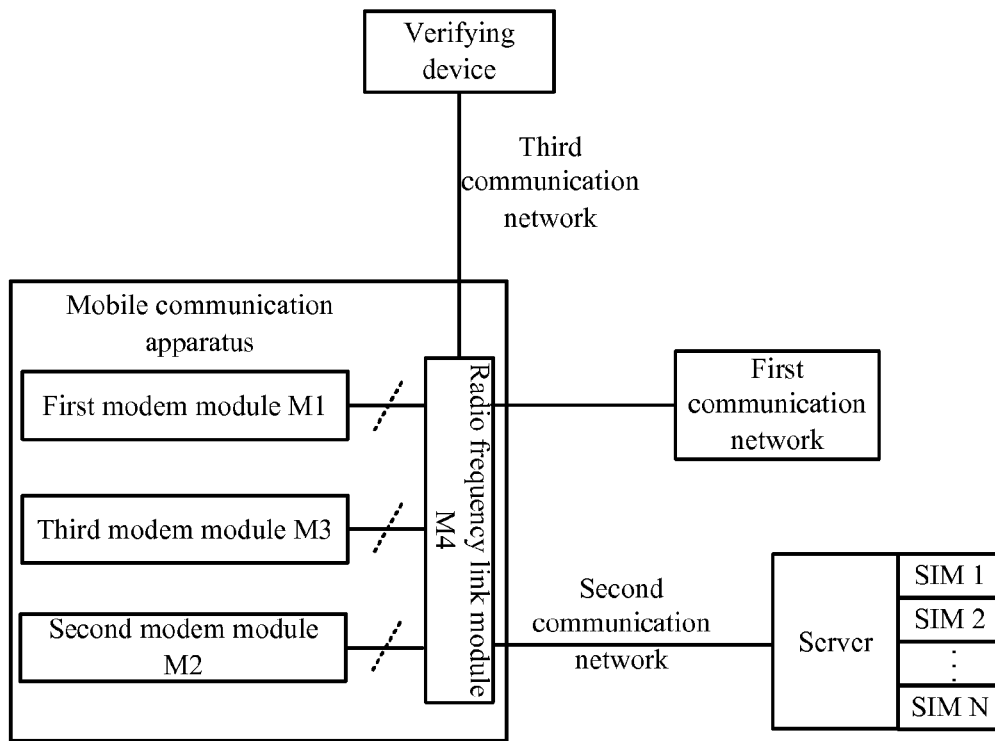 Verifying
device
Third
communication
network
Mobile communication
apparatus
First modem module M1
Third modem module M3
Second modem module
M2
Radio frequency link module
M4
First
communication
network
Second
communication
network
Server
SIM 1
SIM 2
⋮
SIM N